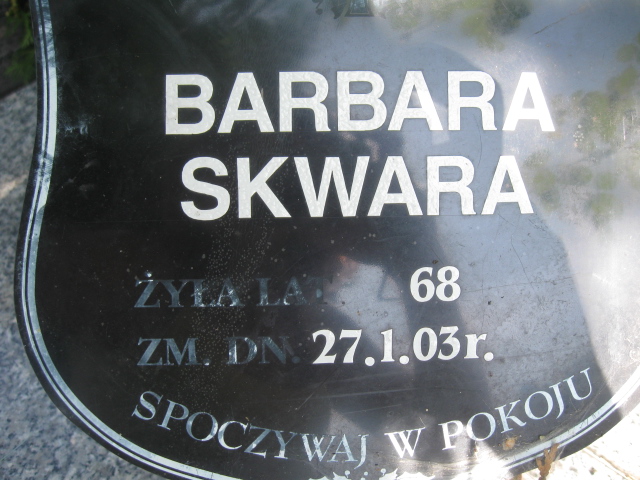 BARBARA
SKWARA
ŻYŁA LAT 68
ZM. DN. 27.1.03r.
SPOCZYWAJ W POKOJU